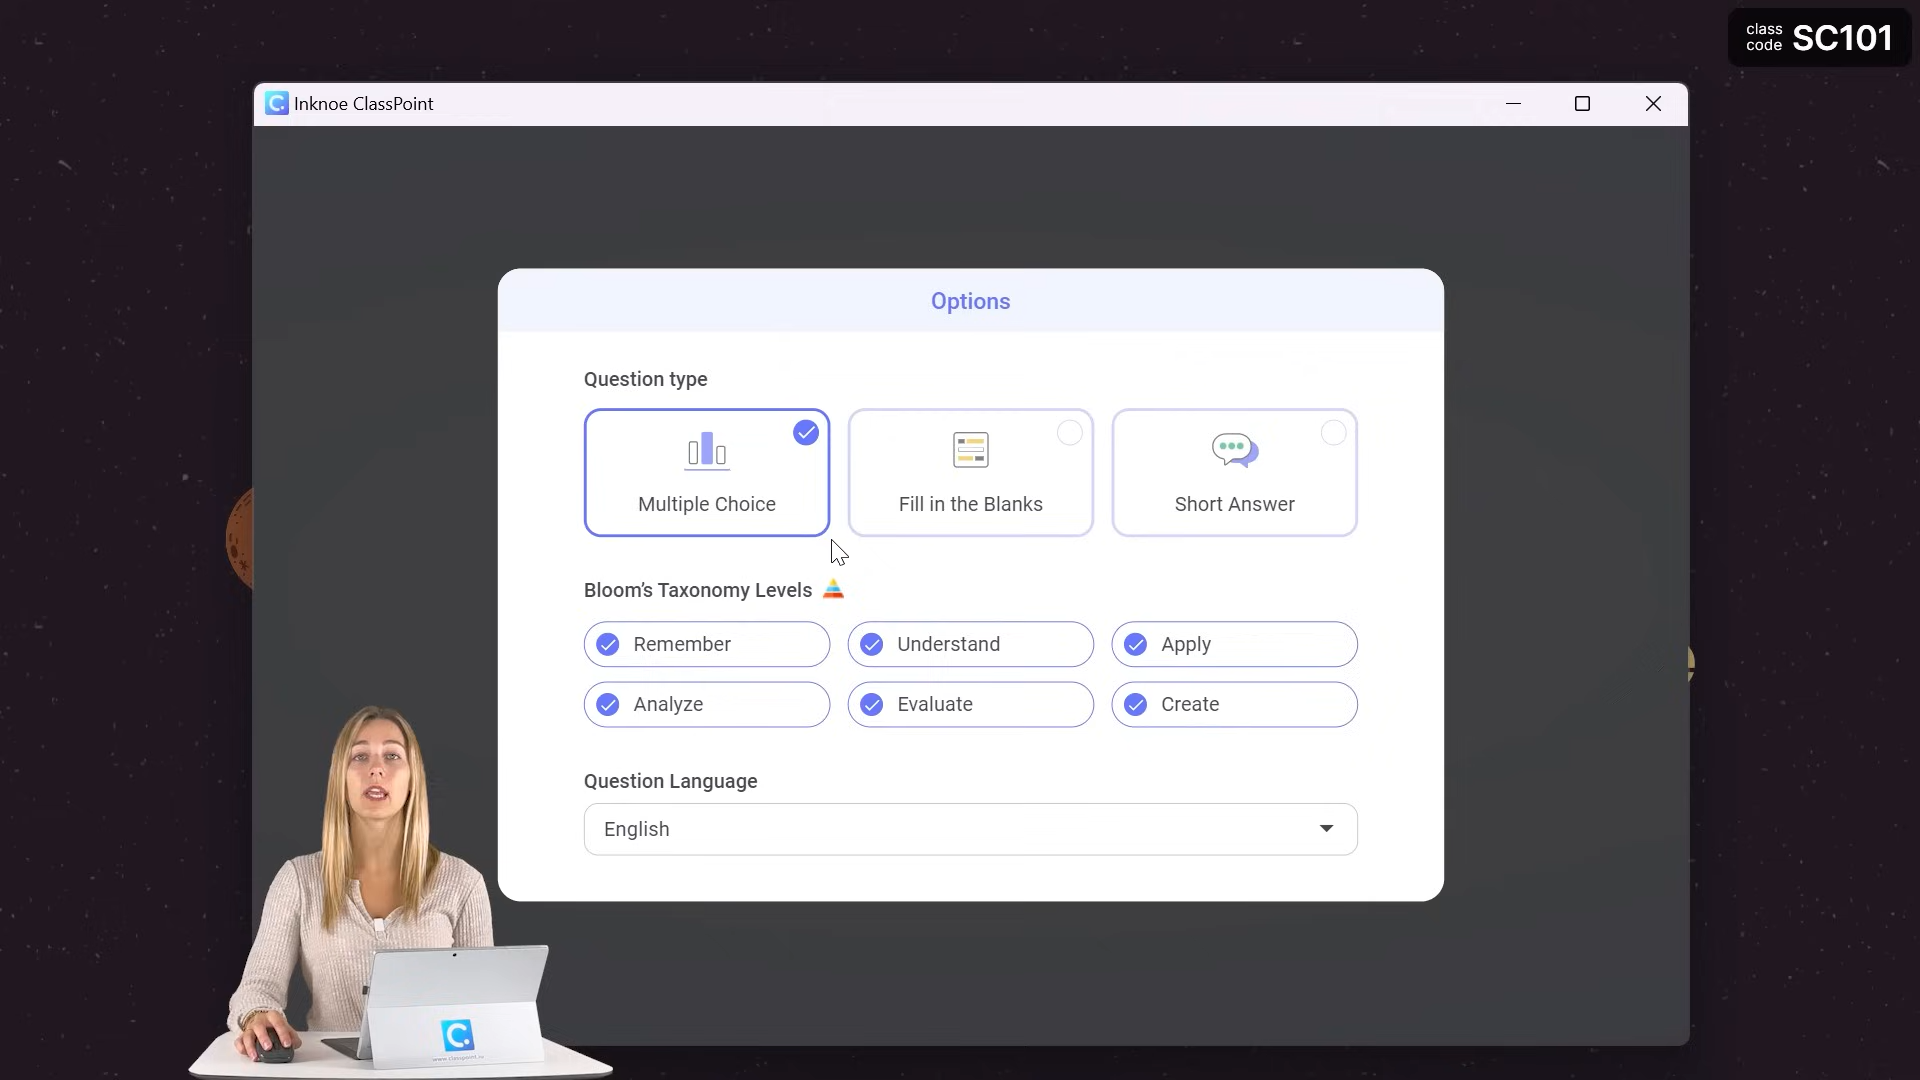 class
code SC101
Inknoe ClassPoint
Options
Question type
Multiple Choice
Fill in the Blanks
Short Answer
Bloom's Taxonomy Levels
Remember
Understand
Apply
Analyze
Evaluate
Create
Question Language
English